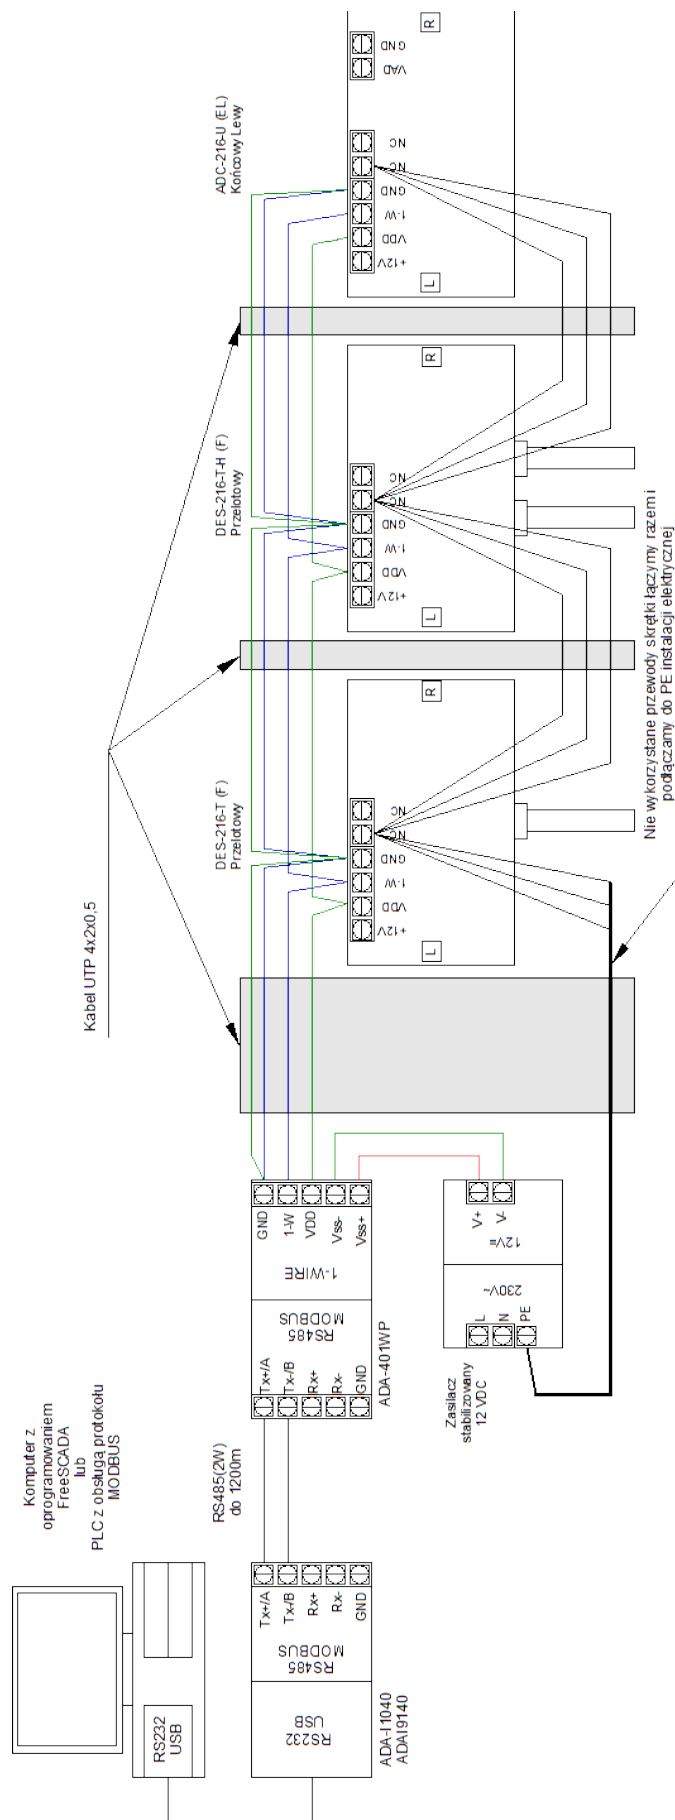 Komputer z
oprogramowaniem
FreeSCADA
lub
PLC z obsługą protokołu
MODBUS
RS232
USB
RS232
USB
RS485
MODBUS
Tx+/A
Tx-/B
Rx+
Rx-
GND
ADA-I1040
ADAI9140
RS485(2W)
do 1200m
Tx+/A
Tx-/B
Rx+
Rx-
GND
RS485
MODBUS
1-WIRE
GND
1-W
VDD
Vss-
Vss+
ADA-401WP
Zasilacz
stabilizowany
12 VDC
L
N
PE
230V~
12V=
V+
V-
Kabel UTP 4x2x0,5
DES-216-T (F)
Przelotowy
+12V
VDD
1-W
GND
NC
NC
L
R
DES-216-T-H (F)
Przelotowy
+12V
VDD
1-W
GND
NC
NC
L
R
ADC-216-U (EL)
Końcowy Lewy
+12V
VDD
1-W
GND
NC
NC
VAD
GND
L
R
Nie wykorzystane przewody skrętki łączymy razem i
podłączamy do PE instalacji elektrycznej